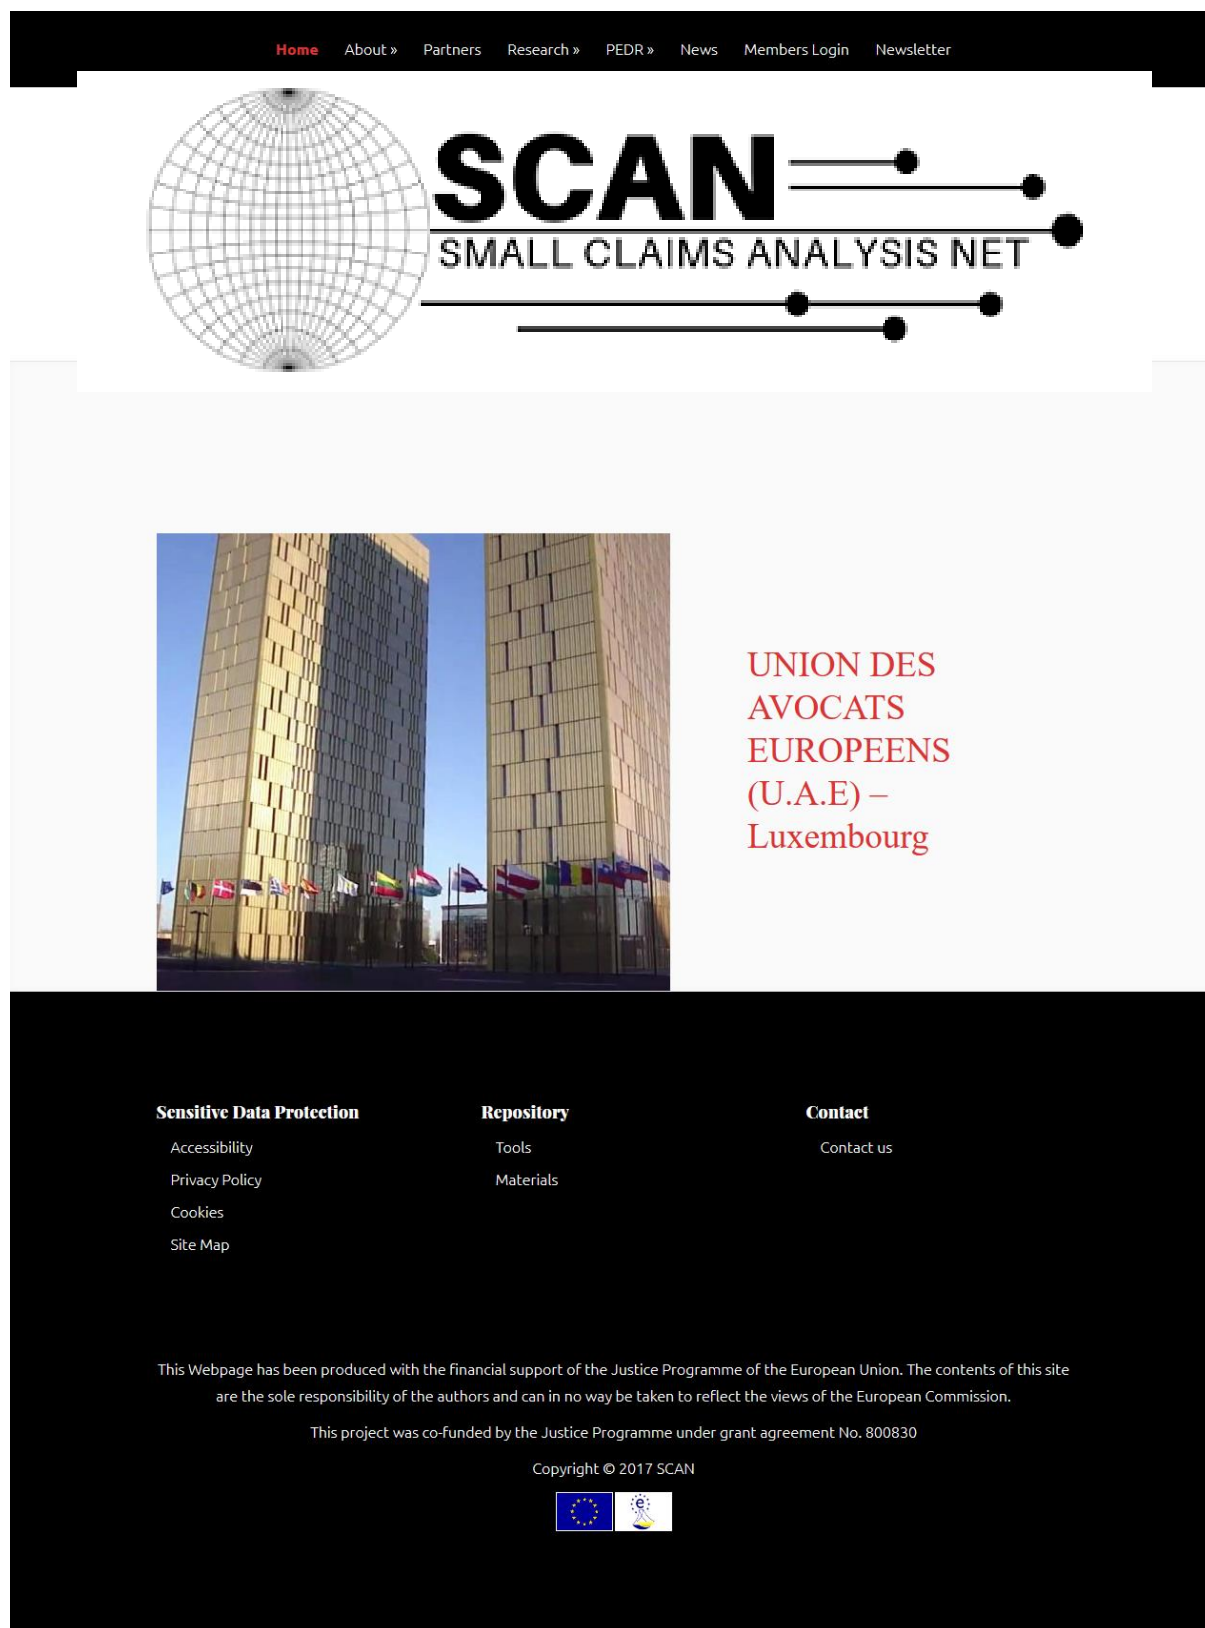 Home About » Partners Research » PEDR » News Members Login Newsletter
SCAN
SMALL CLAIMS ANALYSIS NET
UNION DES
AVOCATS
EUROPEENS
(U.A.E) –
Luxembourg
Sensitive Data Protection Repository Contact
Accessibility Tools Contact us
Privacy Policy Materials
Cookies
Site Map
This Webpage has been produced with the financial support of the Justice Programme of the European Union. The contents of this site
are the sole responsibility of the authors and can in no way be taken to reflect the views of the European Commission.
This project was co-funded by the Justice Programme under grant agreement No. 800830
Copyright © 2017 SCAN
e